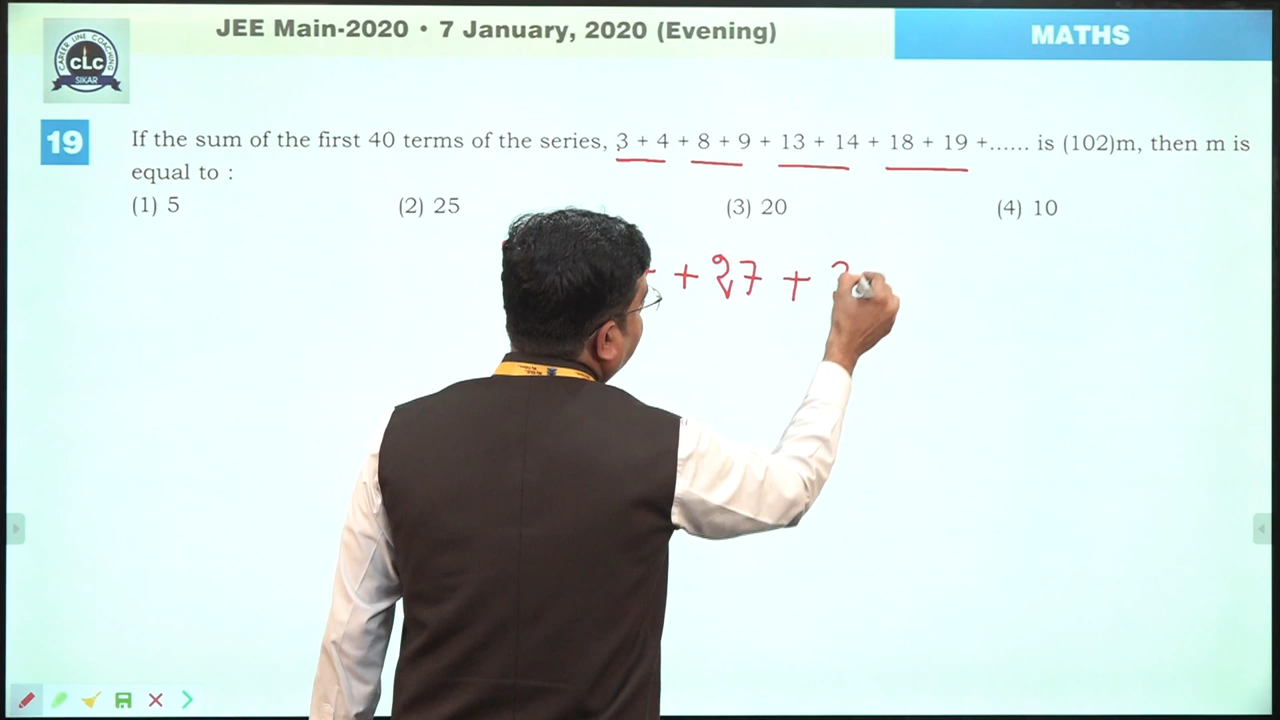 JEE Main-2020 • 7 January, 2020 (Evening)
MATHS
CAREER LINE COACHING
CLC
SIKAR
19
If the sum of the first 40 terms of the series, 3 + 4 + 8 + 9 + 13 + 14 + 18 + 19 +...... is (102)m, then m is
equal to :
(1) 5
(2) 25
(3) 20
(4) 10
+ 27 +